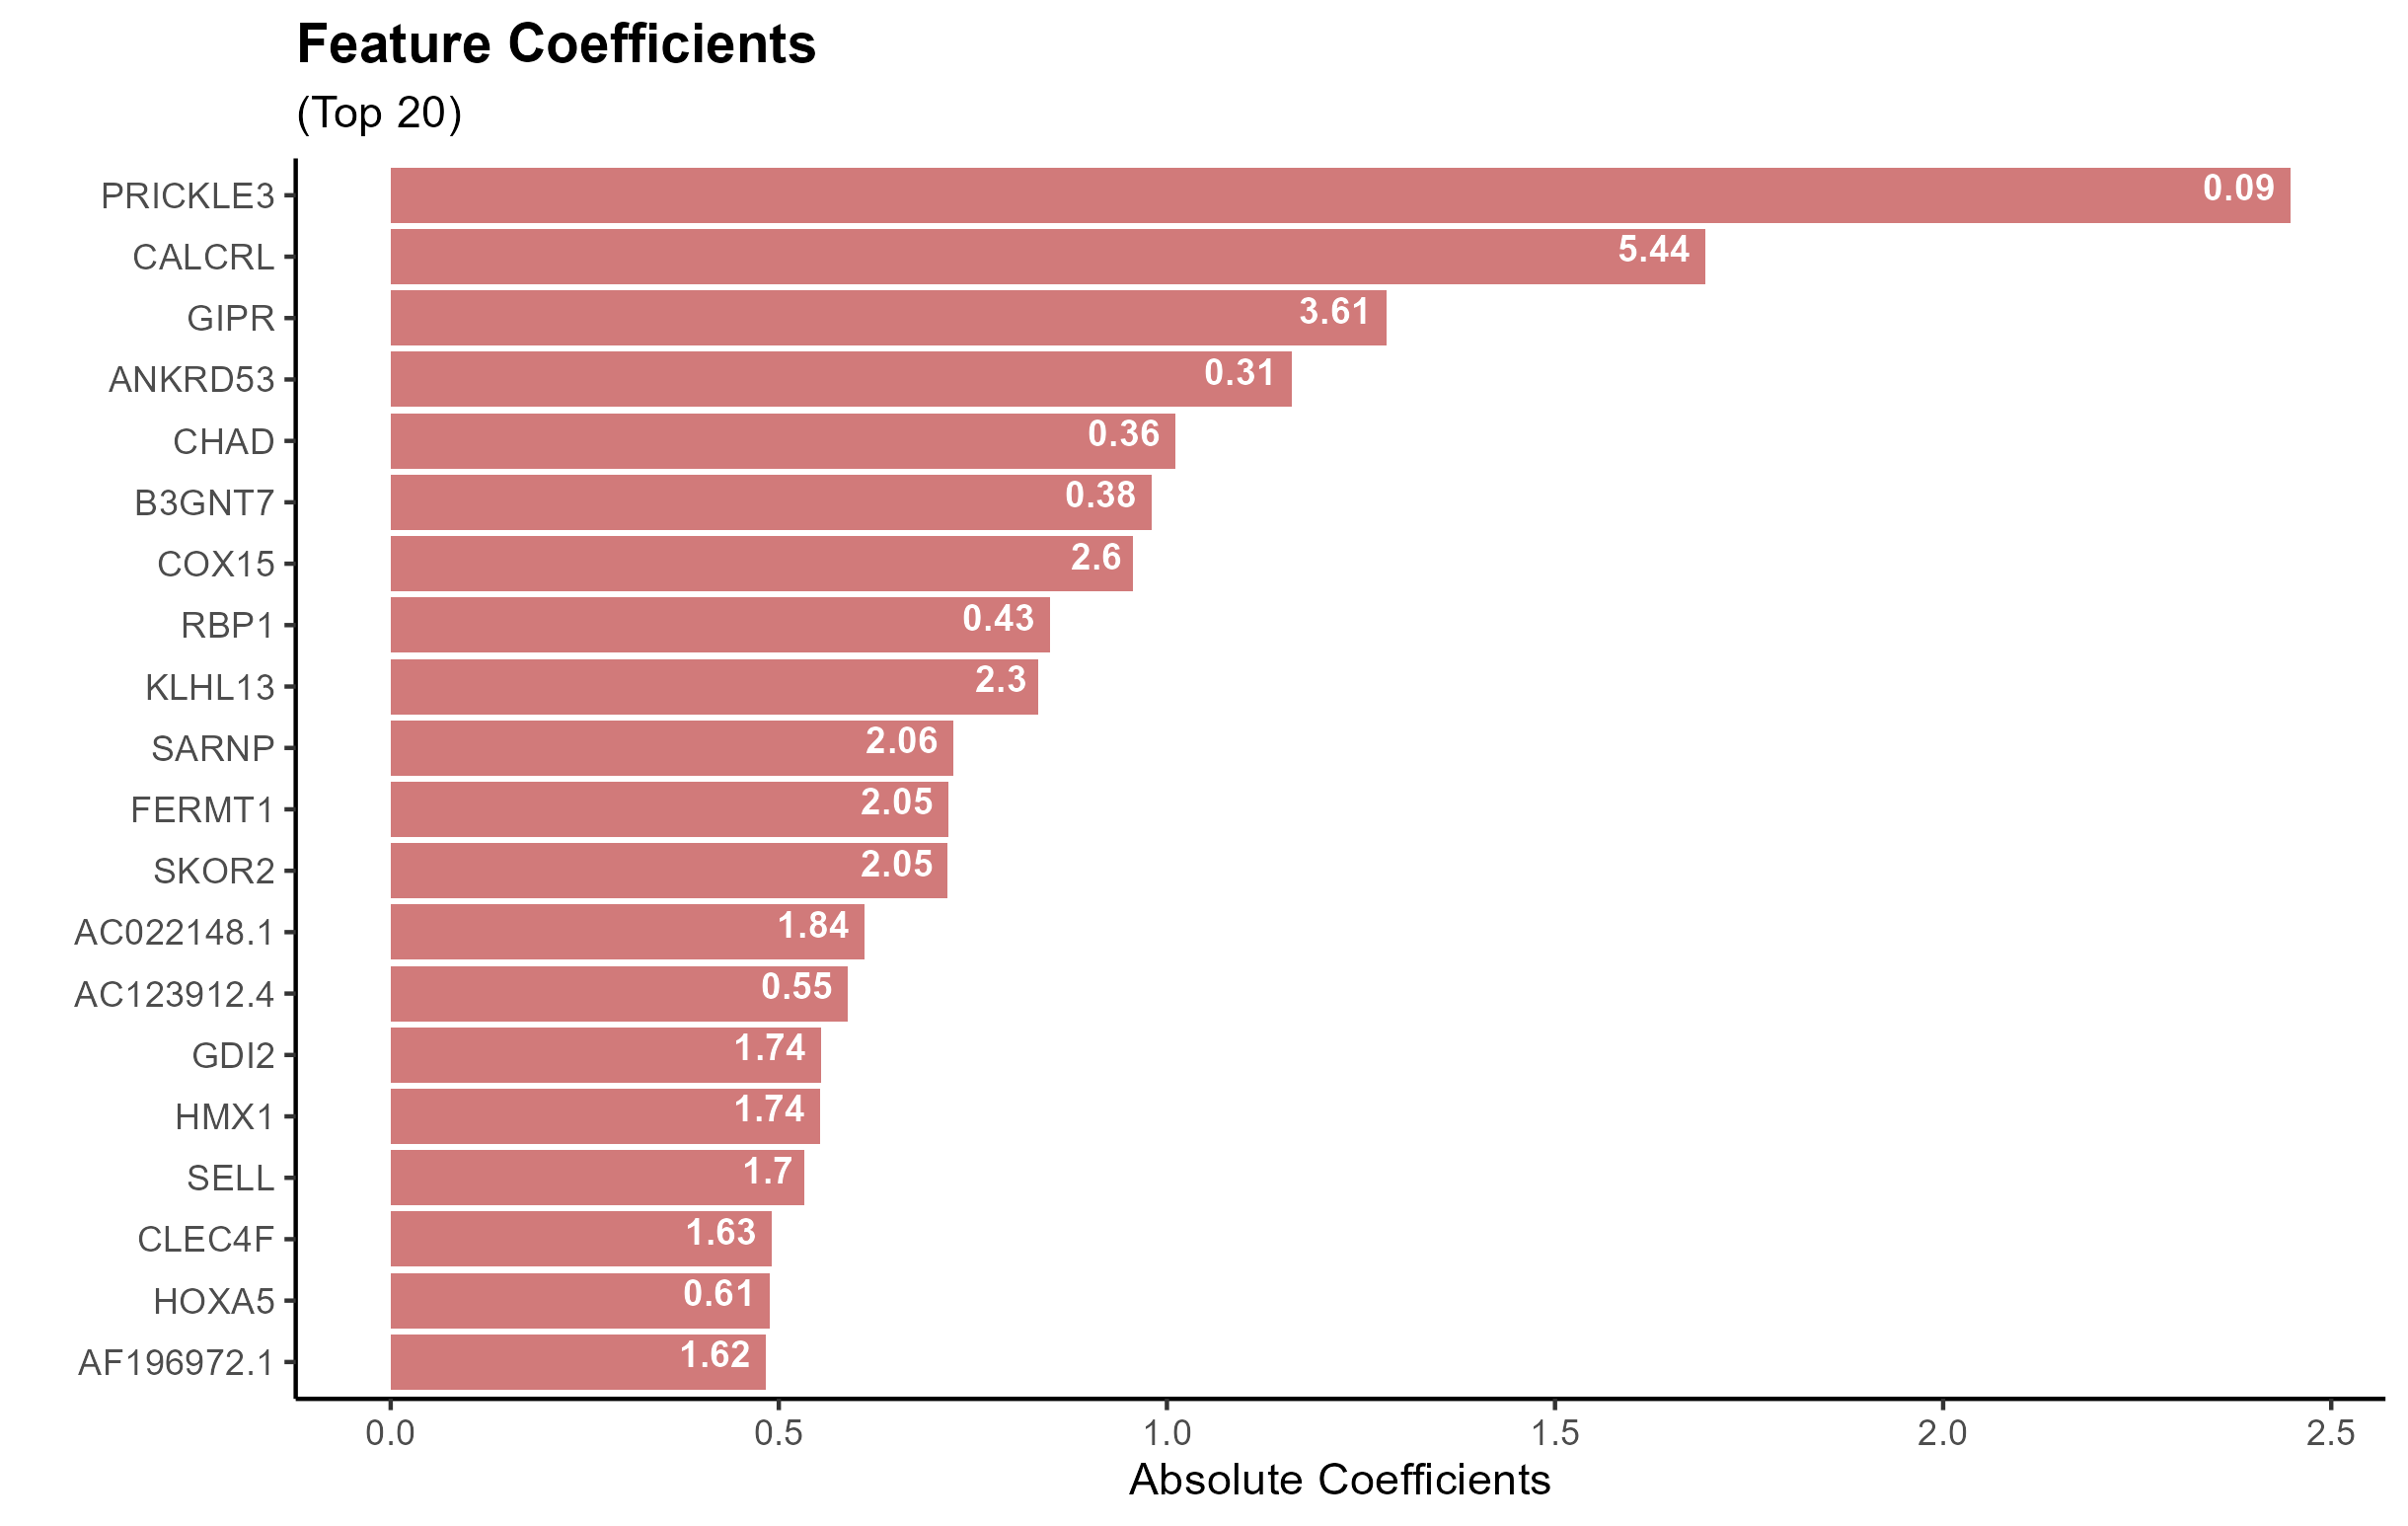 Feature Coefficients
(Top 20)
PRICKLE3 0.09
CALCRL 5.44
GIPR 3.61
ANKRD53 0.31
CHAD 0.36
B3GNT7 0.38
COX15 2.6
RBP1 0.43
KLHL13 2.3
SARNP 2.06
FERMT1 2.05
SKOR2 2.05
AC022148.1 1.84
AC123912.4 0.55
GDI2 1.74
HMX1 1.74
SELL 1.7
CLEC4F 1.63
HOXA5 0.61
AF196972.1 1.62
0.0 0.5 1.0 1.5 2.0 2.5
Absolute Coefficients